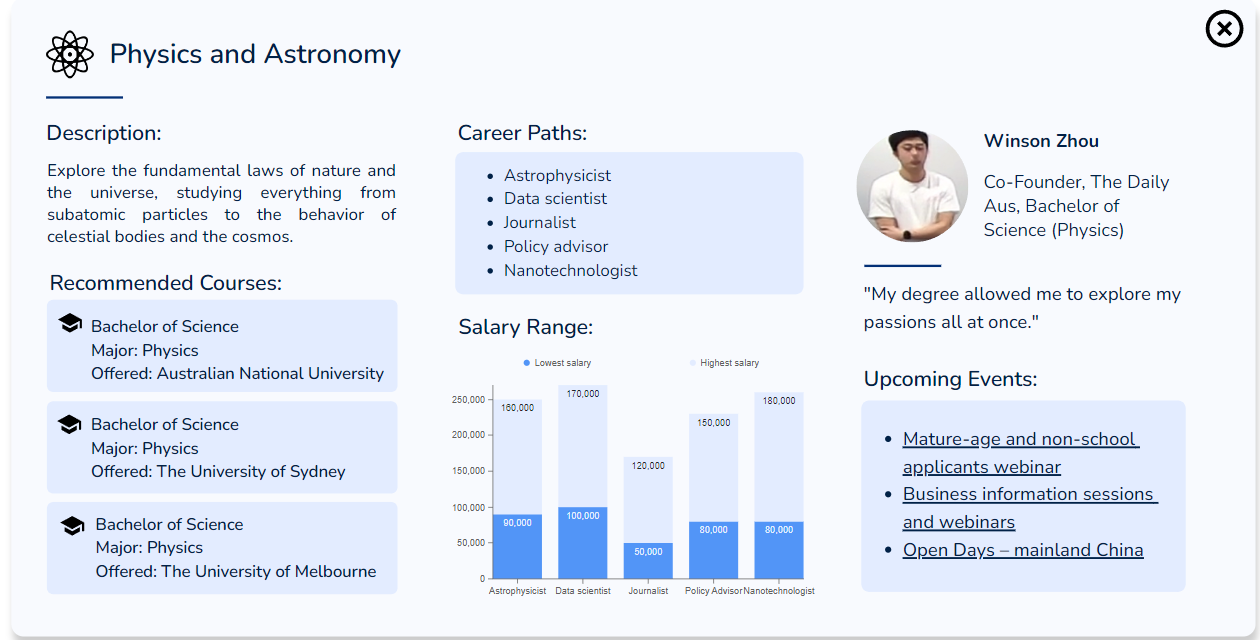 Physics and Astronomy
Description:
Explore the fundamental laws of nature and
the universe, studying everything from
subatomic particles to the behavior of
celestial bodies and the cosmos.
Recommended Courses:
Bachelor of Science
Major: Physics
Offered: Australian National University
Bachelor of Science
Major: Physics
Offered: The University of Sydney
Bachelor of Science
Major: Physics
Offered: The University of Melbourne
Career Paths:
• Astrophysicist
• Data scientist
• Journalist
• Policy advisor
• Nanotechnologist
Salary Range:
Lowest salary Highest salary
250,000
200,000
150,000
100,000
50,000
0
160,000 170,000 120,000 150,000 180,000
90,000 100,000 50,000 80,000 80,000
Astrophysicist Data scientist Journalist Policy Advisor Nanotechnologist
Winson Zhou
Co-Founder, The Daily
Aus, Bachelor of
Science (Physics)
"My degree allowed me to explore my
passions all at once."
Upcoming Events:
• Mature-age and non-school
applicants webinar
• Business information sessions
and webinars
• Open Days – mainland China